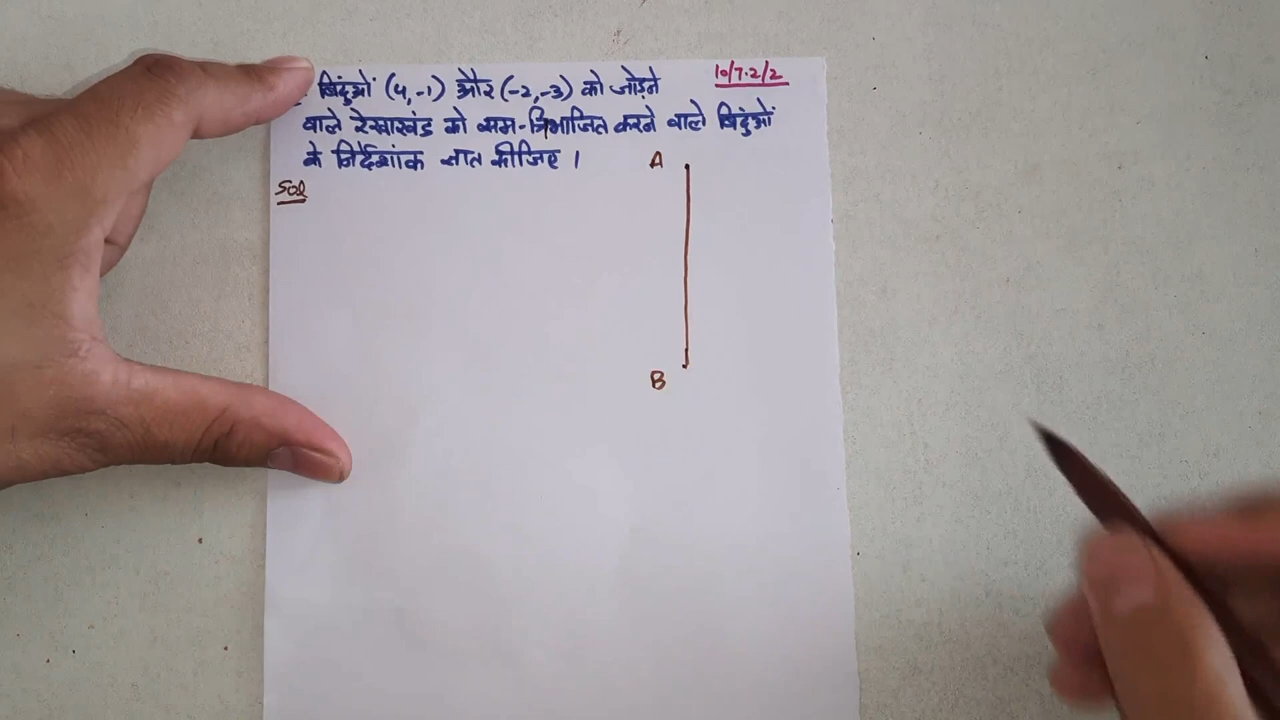 बिंदुओं (4,-1) और (-2,-3) को जोड़ने
10/7.2/2
वाले रेखाखंड को सम-त्रिभाजित करने वाले बिंदुओं
के निर्देशांक ज्ञात कीजिए ।
Sol
A
B